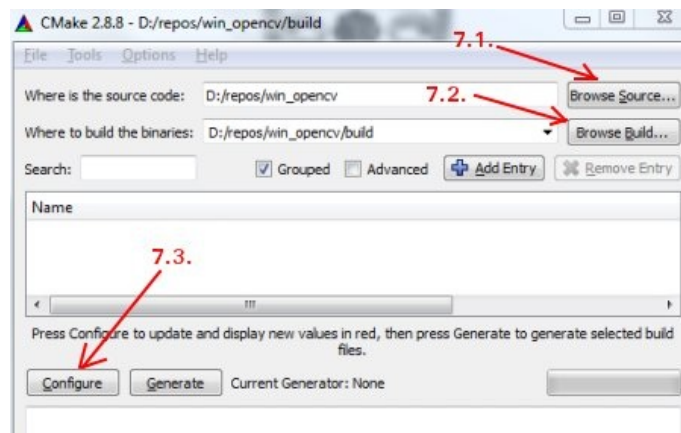 CMake 2.8.8 - D:/repos/win_opencv/build
7.1.
File Tools Options Help
Where is the source code: D:/repos/win_opencv 7.2. Browse Source...
Where to build the binaries: D:/repos/win_opencv/build Browse Build...
Search: Grouped Advanced Add Entry Remove Entry
Name
7.3.
Press Configure to update and display new values in red, then press Generate to generate selected build
files.
Configure Generate Current Generator: None